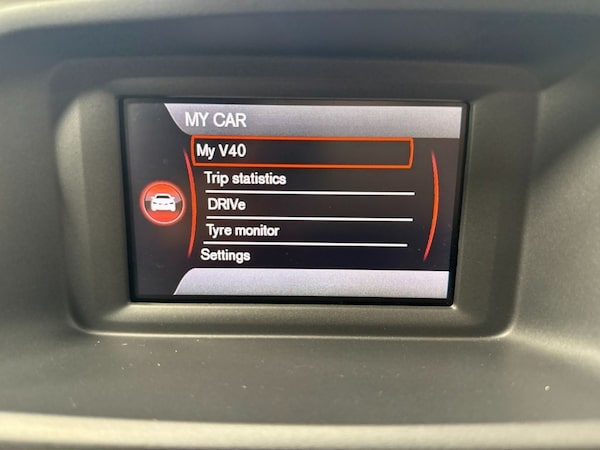 MY CAR
My V40
Trip statistics
DRIVe
Tyre monitor
Settings